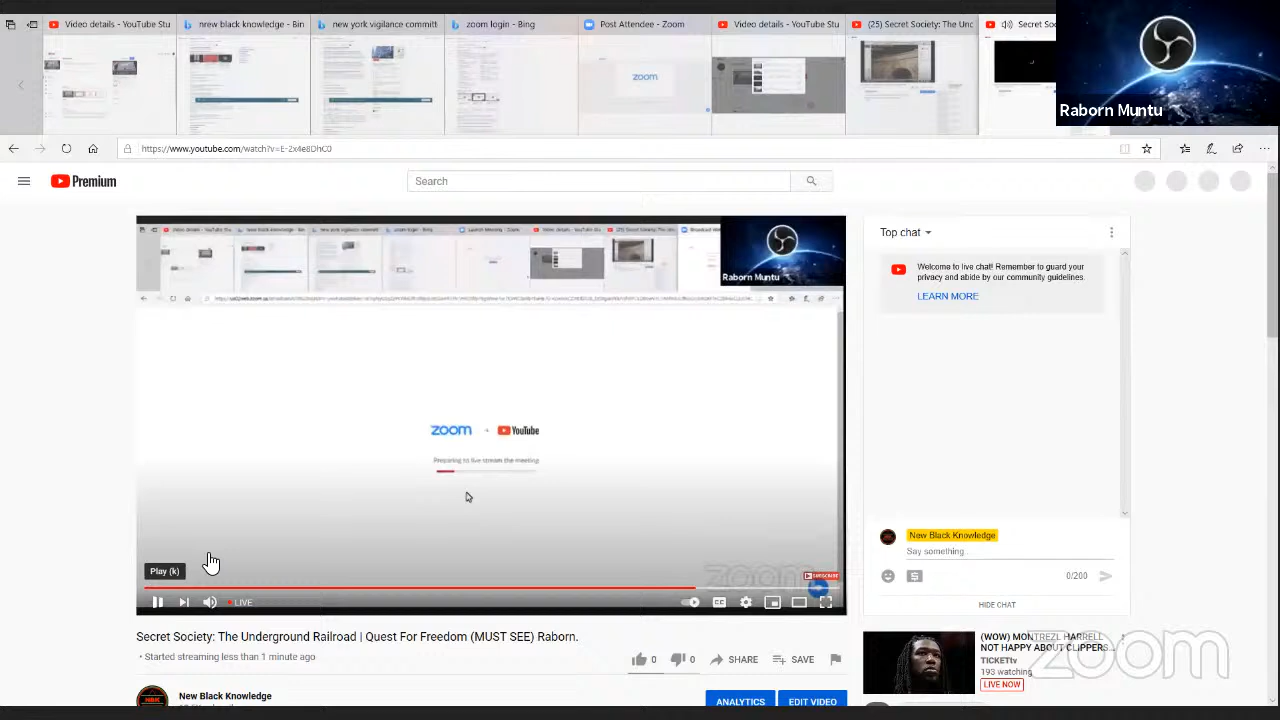 Video details - YouTube Stu
nrew black knowledge - Bin
new york vigilance committ
zoom login - Bing
Post Attendee - Zoom
Video details - YouTube Stu
(25) Secret Society: The Und
Secret Soc
zoom
Raborn Muntu
https://www.youtube.com/watch?v=E-2x4e8DhC0
Premium
Search
Top chat
Raborn Muntu
Welcome to live chat! Remember to guard your
privacy and abide by our community guidelines.
LEARN MORE
zoom + YouTube
Preparing to live stream the meeting
New Black Knowledge
Say something...
0/200
HIDE CHAT
Play (k)
zoom
SUBSCRIBE
LIVE
CC
Secret Society: The Underground Railroad | Quest For Freedom (MUST SEE) Raborn.
• Started streaming less than 1 minute ago
0
0
SHARE
SAVE
(WOW) MONTREZL HARRELL
NOT HAPPY ABOUT CLIPPERS...
TICKETtv
193 watching
LIVE NOW
zoom
NBK
New Black Knowledge
ANALYTICS
EDIT VIDEO